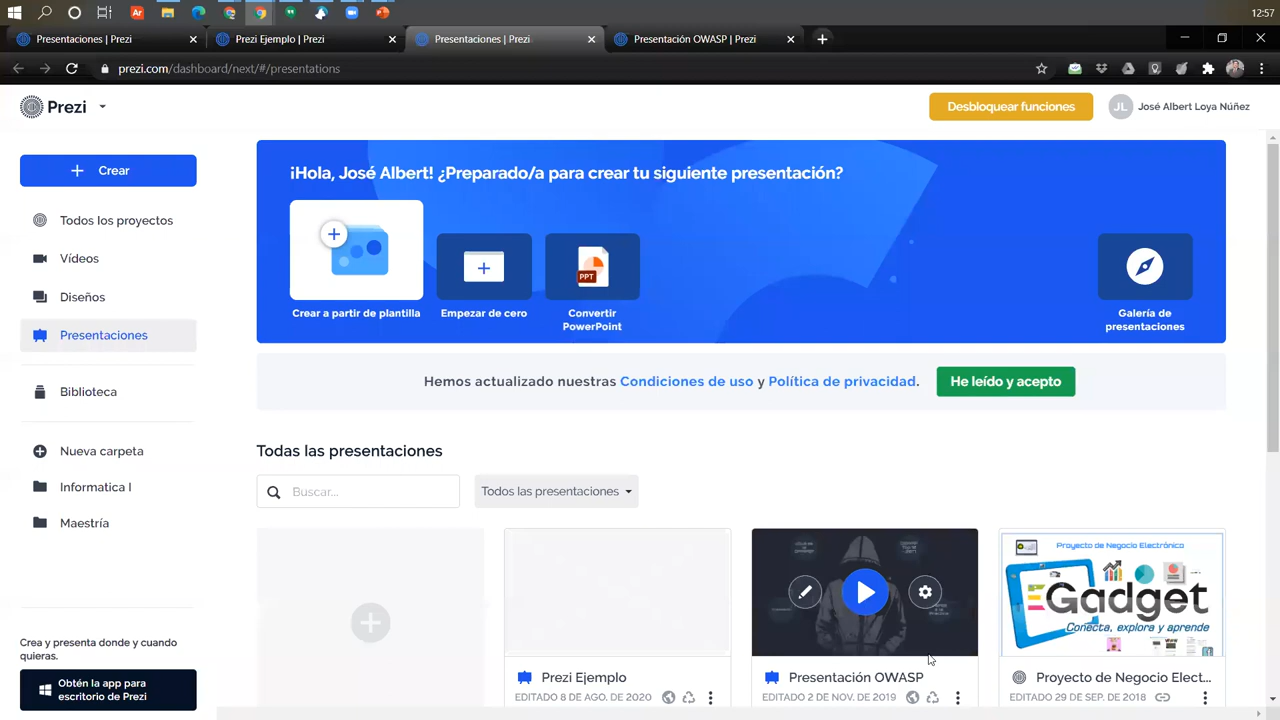 12:57
Presentaciones | Prezi
Prezi Ejemplo | Prezi
Presentaciones | Prezi
Presentación OWASP | Prezi
prezi.com/dashboard/next/#/presentations
Prezi
Desbloquear funciones
JL
José Albert Loya Núñez
Crear
Todos los proyectos
Vídeos
Diseños
Presentaciones
Biblioteca
Nueva carpeta
Informatica I
Maestría
Crea y presenta donde y cuando
quieras.
Obtén la app para
escritorio de Prezi
¡Hola, José Albert! ¿Preparado/a para crear tu siguiente presentación?
PPT
Crear a partir de plantilla
Empezar de cero
Convertir
PowerPoint
Galería de
presentaciones
Hemos actualizado nuestras Condiciones de uso y Política de privacidad.
He leído y acepto
Todas las presentaciones
Buscar...
Todos las presentaciones
Proyecto de Negocio Electrónico
EGadget
Conecta, explora y aprende
Prezi Ejemplo
EDITADO 8 DE AGO. DE 2020
Presentación OWASP
EDITADO 2 DE NOV. DE 2019
Proyecto de Negocio Elect...
EDITADO 29 DE SEP. DE 2018